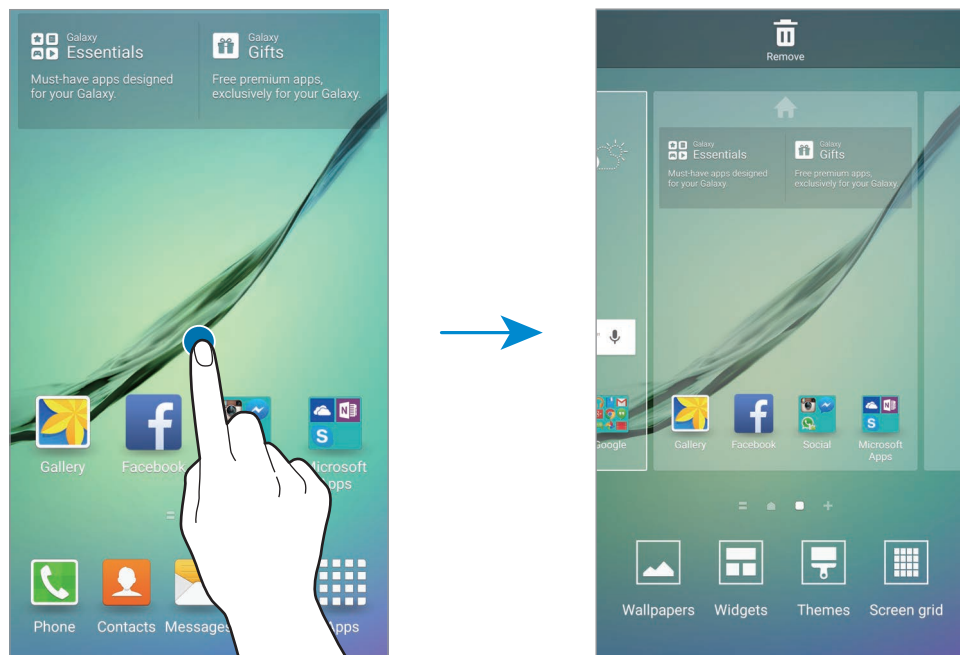 Galaxy
Essentials
Must-have apps designed
for your Galaxy.
Galaxy
Gifts
Free premium apps,
exclusively for your Galaxy.
Gallery
Facebook
Microsoft
Apps
Phone
Contacts
Messages
Apps
Remove
Galaxy
Essentials
Must-have apps designed
for your Galaxy.
Galaxy
Gifts
Free premium apps,
exclusively for your Galaxy.
Google
Gallery
Facebook
Social
Microsoft
Apps
Wallpapers
Widgets
Themes
Screen grid